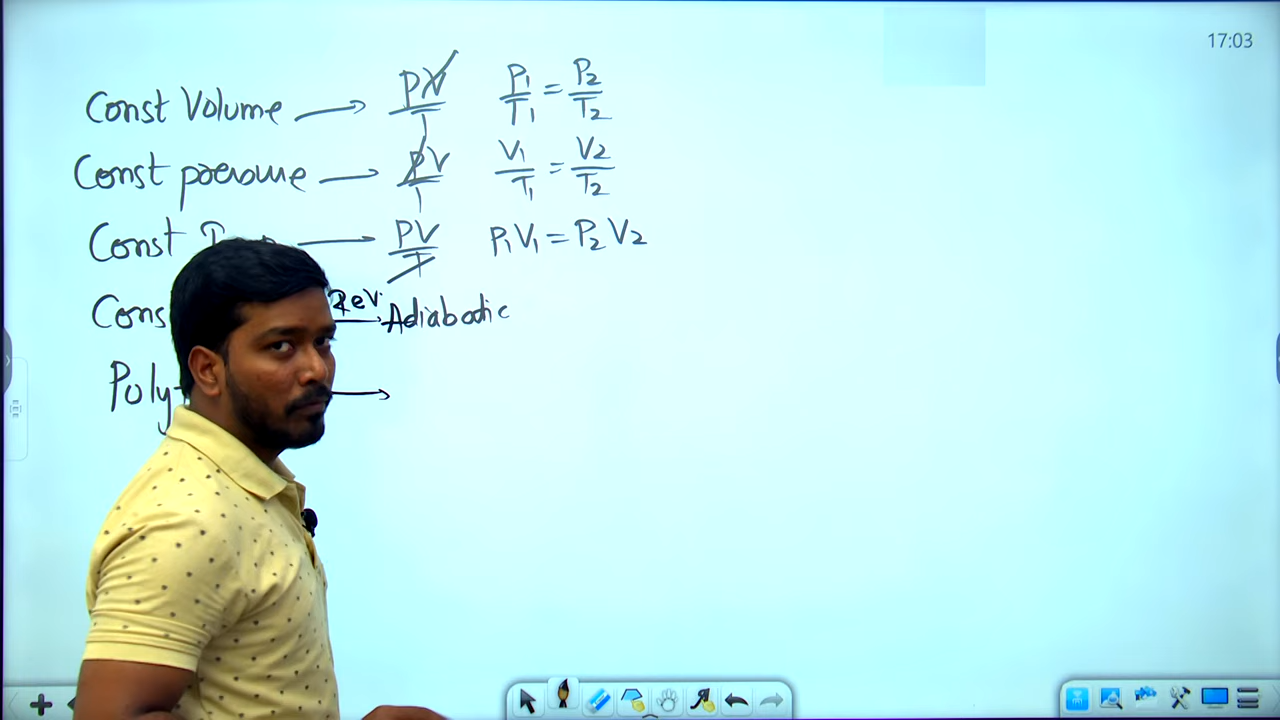 17:03
Const Volume → PV/T P₁/T₁ = P₂/T₂
Const pressure → PV/T V₁/T₁ = V₂/T₂
Const → PV/T P₁V₁ = P₂V₂
Cons Rev. → Adiabatic
Poly →